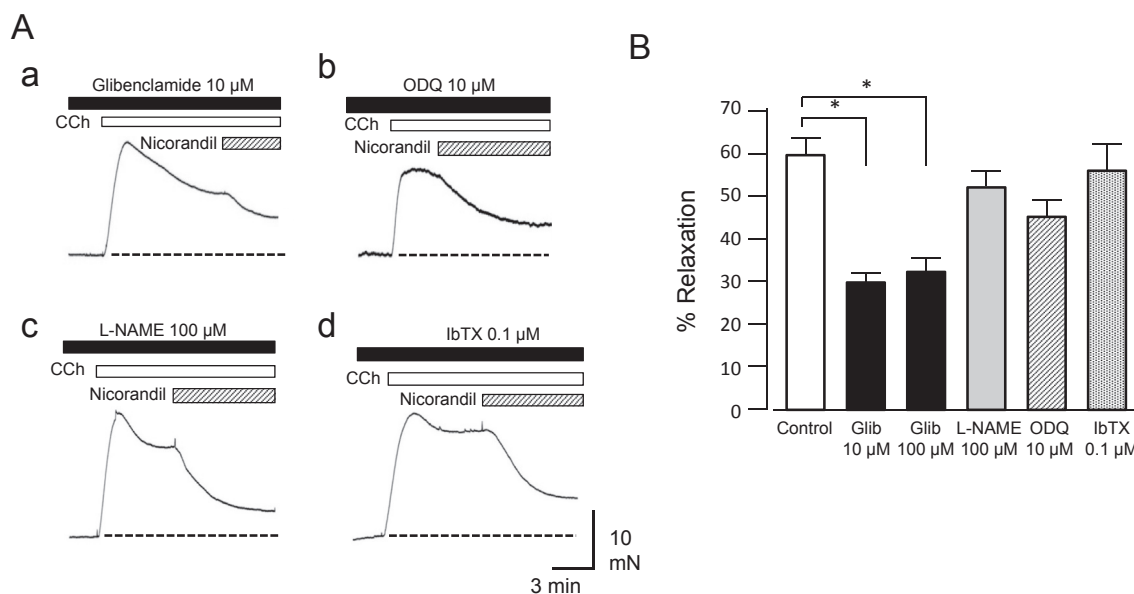 A
a
Glibenclamide 10 µM
CCh
Nicorandil
b
ODQ 10 µM
CCh
Nicorandil
c
L-NAME 100 µM
CCh
Nicorandil
d
IbTX 0.1 µM
CCh
Nicorandil
10
mN
3 min
B
% Relaxation
70
60
50
40
30
20
10
0
*
*
Control
Glib
10 µM
Glib
100 µM
L-NAME
100 µM
ODQ
10 µM
IbTX
0.1 µM